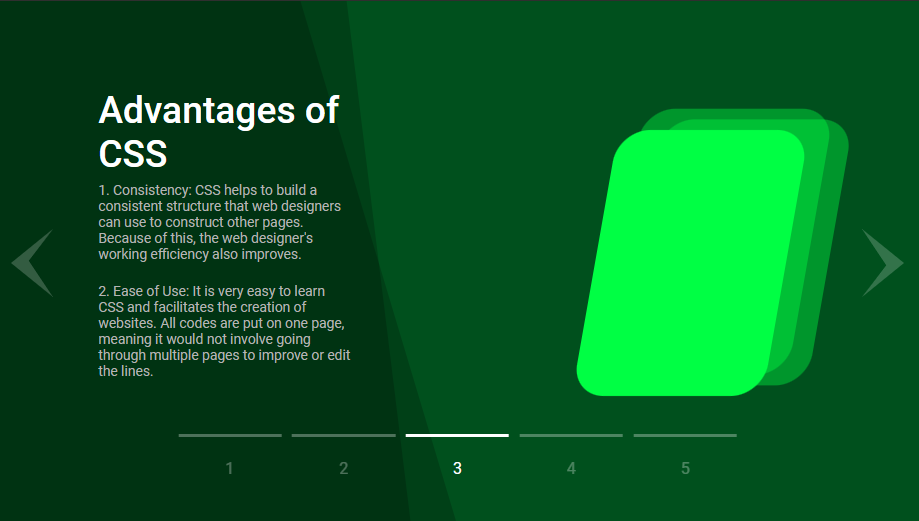 Advantages of
CSS
1. Consistency: CSS helps to build a
consistent structure that web designers
can use to construct other pages.
Because of this, the web designer's
working efficiency also improves.
2. Ease of Use: It is very easy to learn
CSS and facilitates the creation of
websites. All codes are put on one page,
meaning it would not involve going
through multiple pages to improve or edit
the lines.
1 2 3 4 5